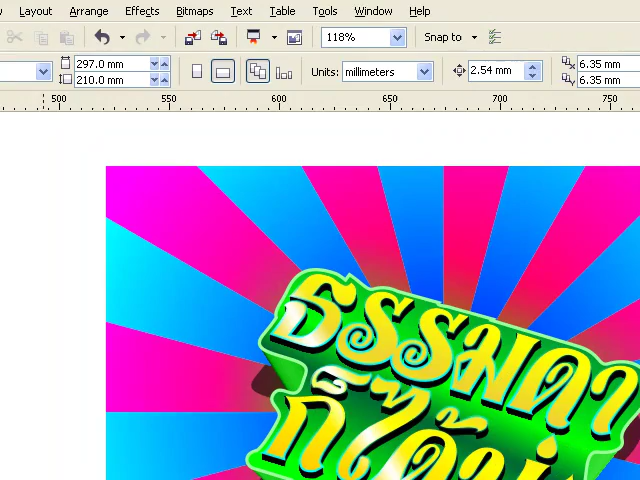 Layout Arrange Effects Bitmaps Text Table Tools Window Help
118% Snap to
297.0 mm
210.0 mm
Units: millimeters
2.54 mm
6.35 mm
6.35 mm
500 550 600 650 700 750
ธรรมดา